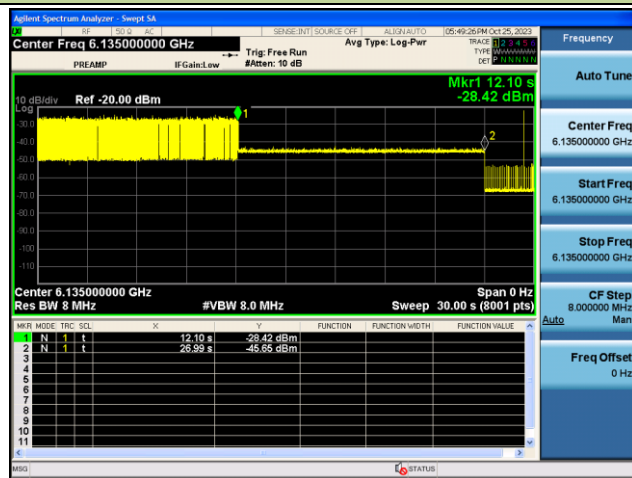 Agilent Spectrum Analyzer - Swept SA
RF 50 Ω AC SENSE:INT SOURCE OFF ALIGNAUTO 05:49:26 PM Oct 25, 2023
Center Freq 6.135000000 GHz
Avg Type: Log-Pwr
TRACE 1 2 3 4 5 6
TYPE
DET P N N N N N
PREAMP
IFGain:Low
Trig: Free Run
#Atten: 10 dB
Mkr1 12.10 s
-28.42 dBm
10 dB/div Ref -20.00 dBm
Log
1
2
-30.0
-40.0
-50.0
-60.0
-70.0
-80.0
-90.0
-100
-110
Center 6.135000000 GHz
Span 0 Hz
Res BW 8 MHz
#VBW 8.0 MHz
Sweep 30.00 s (8001 pts)
MKR MODE TRC SCL X Y FUNCTION FUNCTION WIDTH FUNCTION VALUE
1 N 1 t 12.10 s -28.42 dBm
2 N 1 t 26.99 s -45.65 dBm
3
4
5
6
7
8
9
10
11
MSG
STATUS
Frequency
Auto Tune
Center Freq
6.135000000 GHz
Start Freq
6.135000000 GHz
Stop Freq
6.135000000 GHz
CF Step
8.000000 MHz
Auto Man
Freq Offset
0 Hz